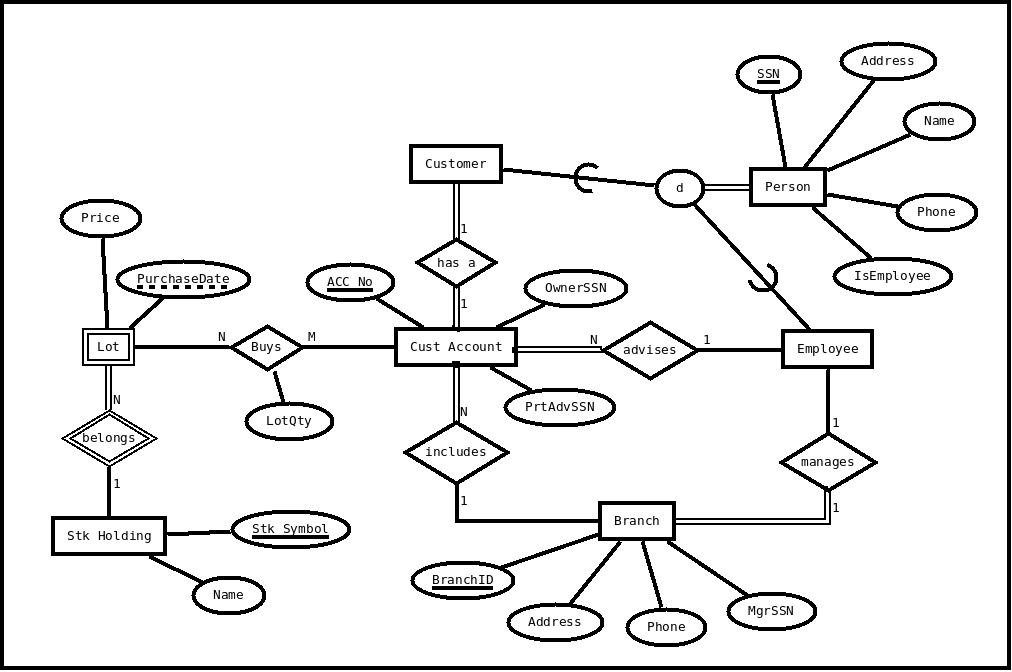 SSN
Address
Name
Customer
d
Person
Phone
Price
1
has a
IsEmployee
PurchaseDate
ACC No
OwnerSSN
1
Lot
N
Buys
M
Cust Account
N
advises
1
Employee
N
LotQty
PrtAdvSSN
N
1
belongs
includes
manages
1
1
1
Stk Holding
Stk Symbol
Branch
BranchID
Name
Address
Phone
MgrSSN